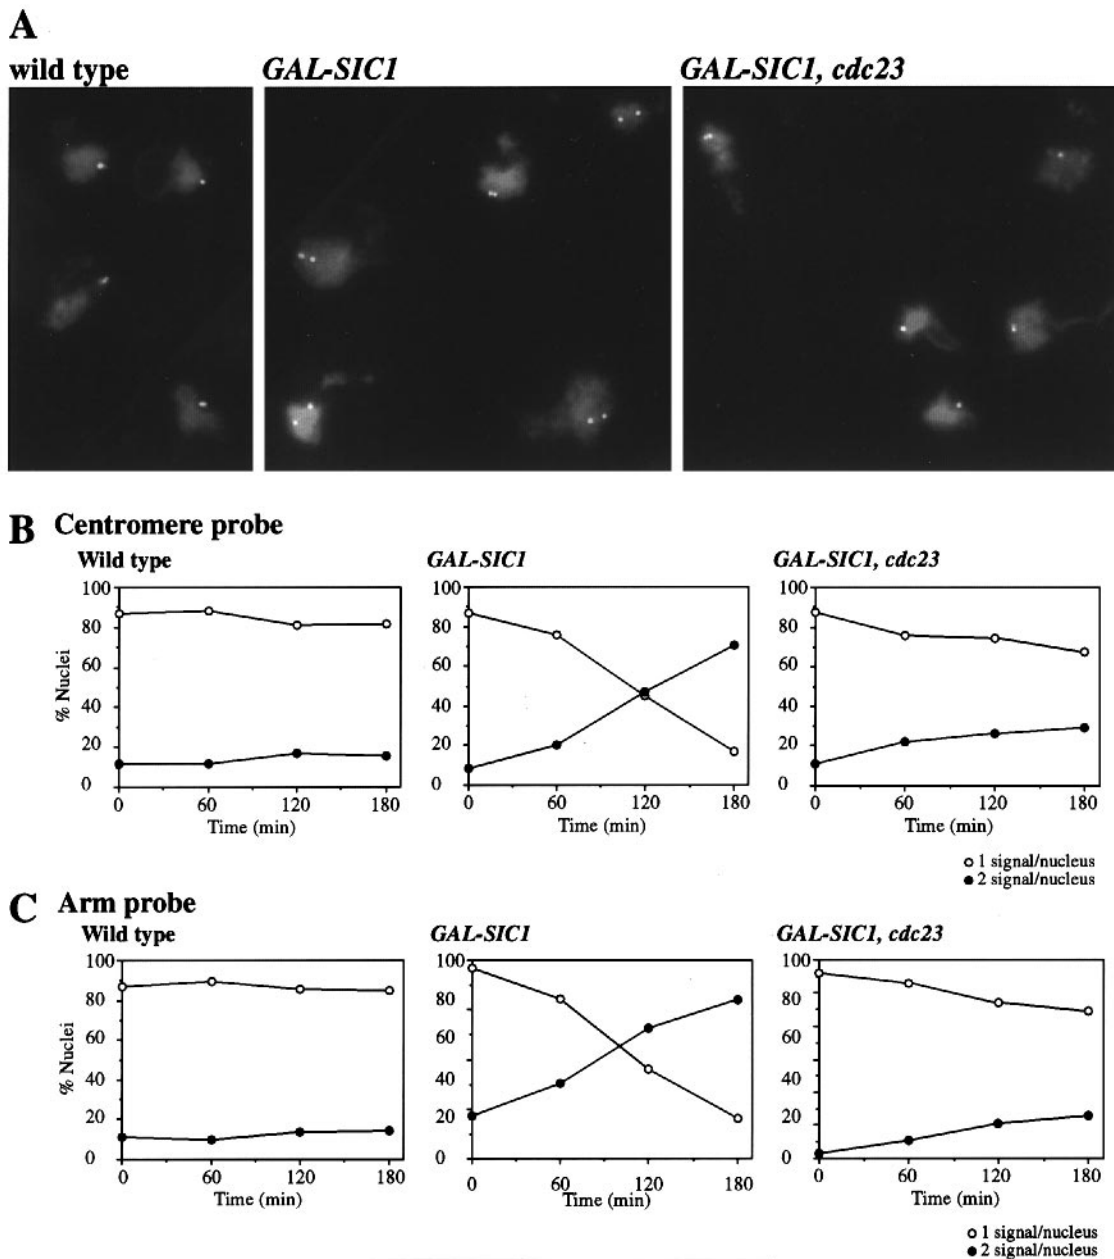 A
wild type
GAL-SIC1
GAL-SIC1, cdc23
B Centromere probe
Wild type
GAL-SIC1
GAL-SIC1, cdc23
% Nuclei
100
80
60
40
20
0
0 60 120 180
Time (min)
100
80
60
40
20
0
0 60 120 180
Time (min)
100
80
60
40
20
0
0 60 120 180
Time (min)
1 signal/nucleus
2 signal/nucleus
C Arm probe
Wild type
GAL-SIC1
GAL-SIC1, cdc23
% Nuclei
100
80
60
40
20
0
0 60 120 180
Time (min)
100
80
60
40
20
0
0 60 120 180
Time (min)
100
80
60
40
20
0
0 60 120 180
Time (min)
1 signal/nucleus
2 signal/nucleus